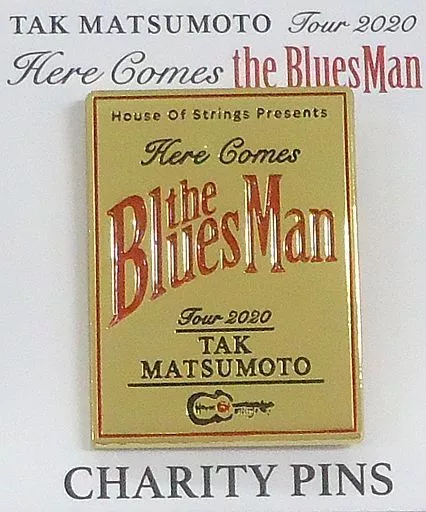 TAK MATSUMOTO Tour 2020
Here Comes the BluesMan
House Of Strings Presents
Here Comes
the
BluesMan
Tour 2020
TAK
MATSUMOTO
CHARITY PINS